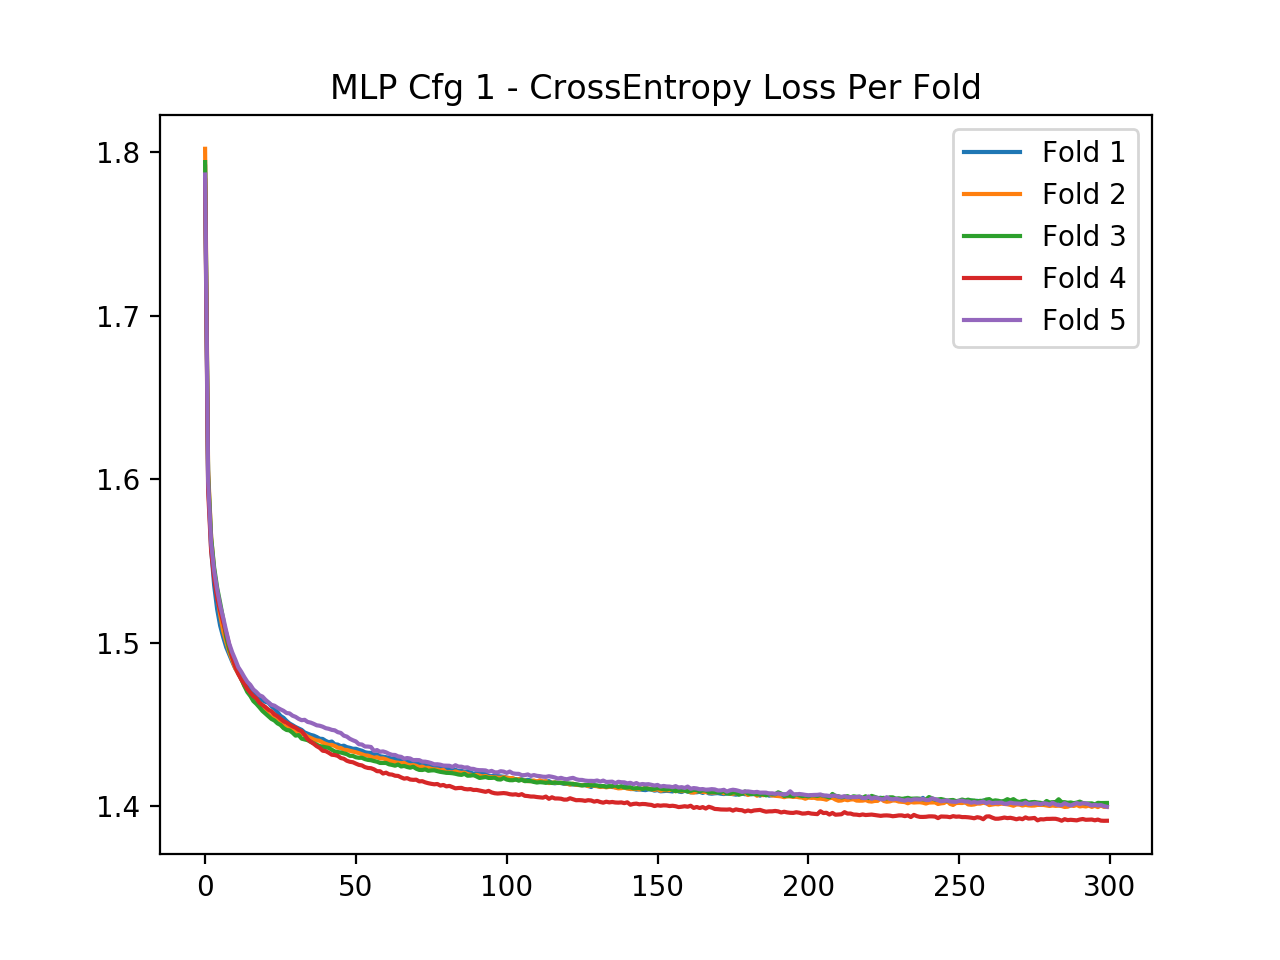 MLP Cfg 1 - CrossEntropy Loss Per Fold
Fold 1
Fold 2
Fold 3
Fold 4
Fold 5
1.8
1.7
1.6
1.5
1.4
0 50 100 150 200 250 300